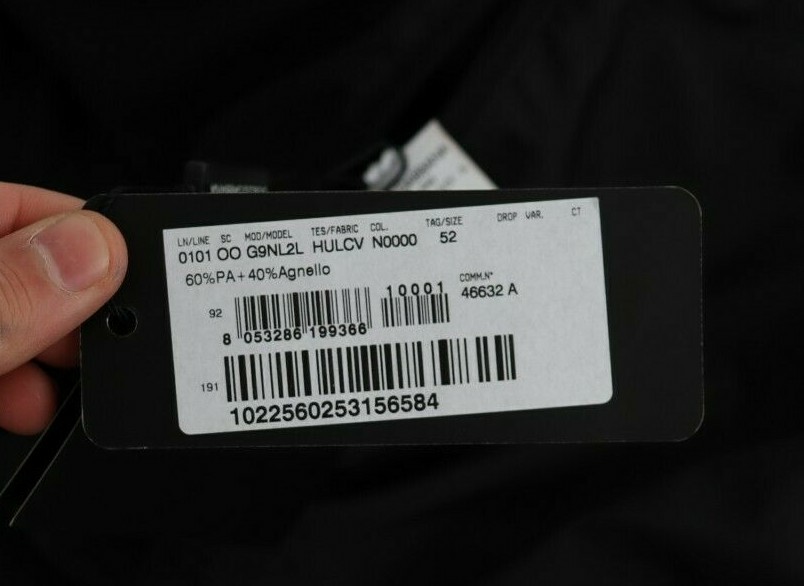 LN/LINE SC MOD/MODEL TES/FABRIC COL. TAG/SIZE DROP VAR. CT
0101 OO G9NL2L HULCV N0000 52
60%PA+40%Agnello
COMM.N°
10001 46632 A
92
8 053286 199366
191
1022560253156584